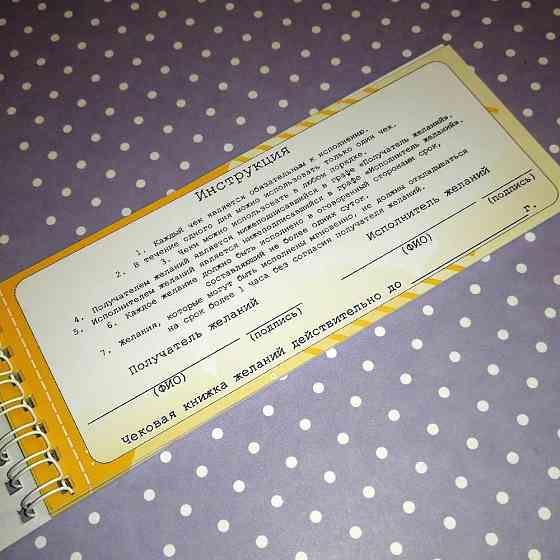 Инструкция
1. Каждый чек является обязательным к исполнению.
2. В течение одного дня можно использовать только один чек.
3. Чеки можно использовать в любом порядке.
4. Получателем желаний является нижеподписавшийся в графе «Получатель желаний».
5. Исполнителем желаний является нижеподписавшийся в графе «Исполнитель желаний».
6. Каждое желание должно быть исполнено в оговоренный сторонами срок,
составляющий не более одних суток.
7. Желания, которые могут быть исполнены мгновенно, не должны откладываться
на срок более 1 часа без согласия получателя желаний.
Получатель желаний Исполнитель желаний
(ФИО) (подпись) (ФИО) (подпись)
Чековая книжка желаний действительно до г.